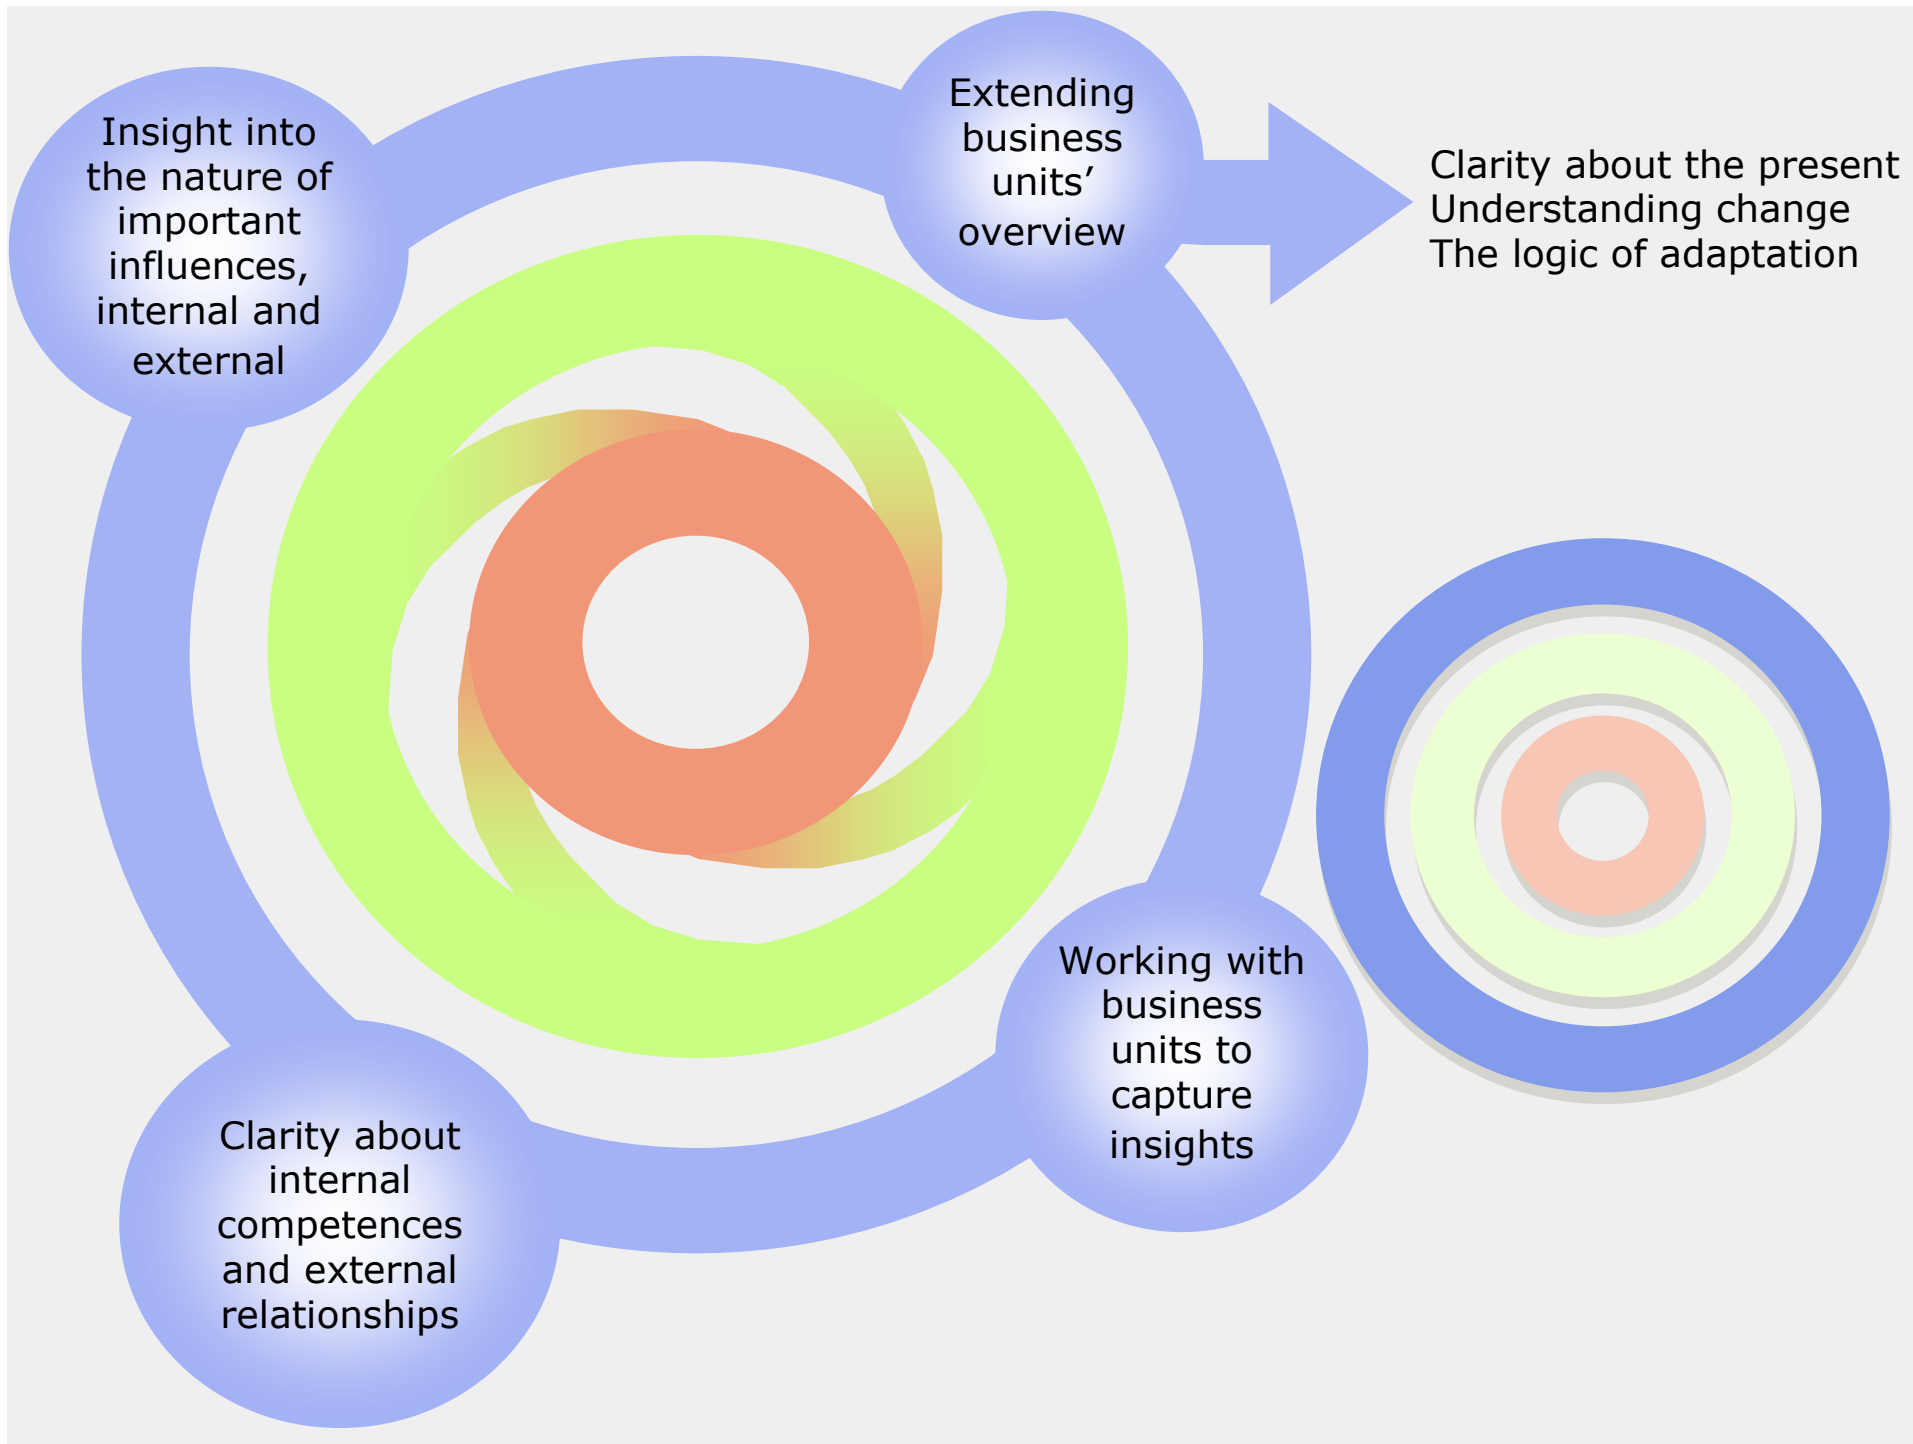 Insight into
the nature of
important
influences,
internal and
external
Extending
business
units’
overview
Clarity about the present
Understanding change
The logic of adaptation
Working with
business
units to
capture
insights
Clarity about
internal
competences
and external
relationships